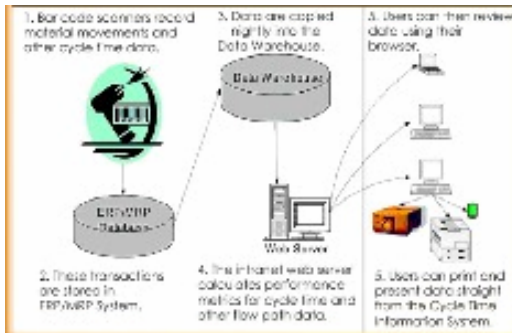 1. Bar code scanners record
material movements and
other cycle time data.
ERP/MRP
Database
2. These transactions
are stored in
ERP/MRP System.
3. Data are copied
nightly into the
Data Warehouse.
Data Warehouse
Web Server
4. The intranet web server
calculates performance
metrics for cycle time and
other flow path data.
5. Users can then review
data using their
browser.
5. Users can print and
present data straight
from the Cycle Time
Information System.